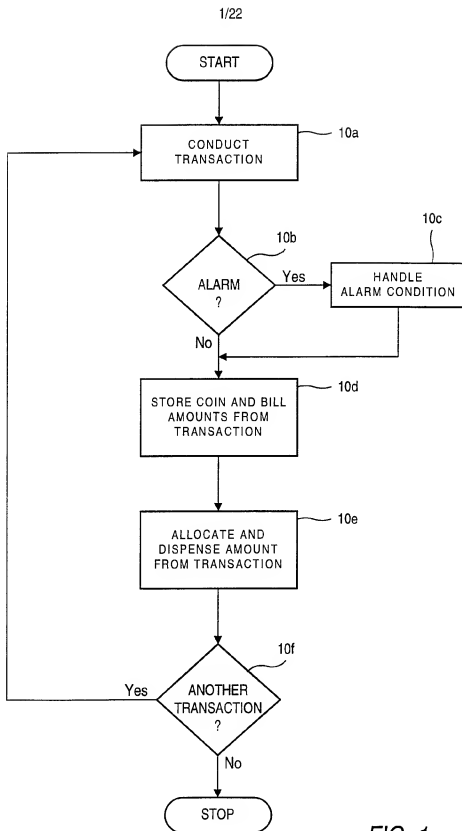 1/22
START
CONDUCT
TRANSACTION
10a
10b
ALARM
?
Yes
10c
HANDLE
ALARM CONDITION
No
10d
STORE COIN AND BILL
AMOUNTS FROM
TRANSACTION
10e
ALLOCATE AND
DISPENSE AMOUNT
FROM TRANSACTION
10f
Yes
ANOTHER
TRANSACTION
?
No
STOP
FIG. 1